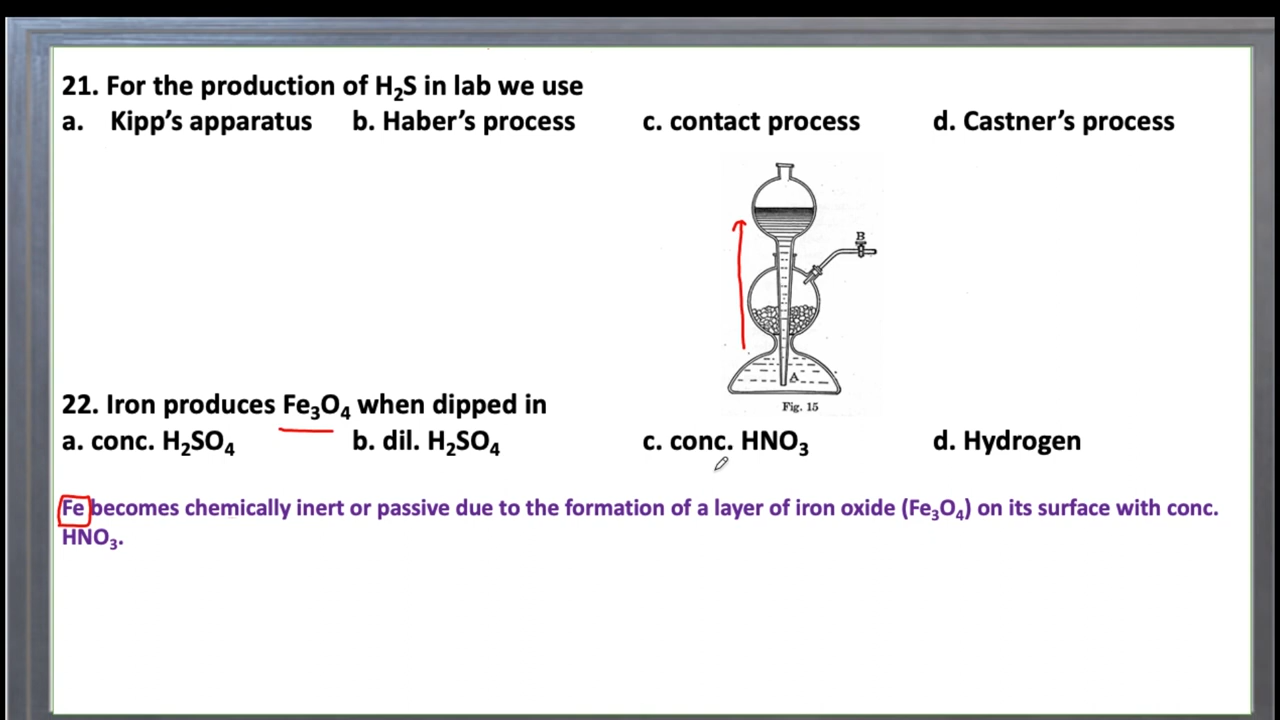 21. For the production of H₂S in lab we use
a. Kipp's apparatus b. Haber's process c. contact process d. Castner's process
B
A
Fig. 15
22. Iron produces Fe₃O₄ when dipped in
a. conc. H₂SO₄ b. dil. H₂SO₄ c. conc. HNO₃ d. Hydrogen
Fe becomes chemically inert or passive due to the formation of a layer of iron oxide (Fe₃O₄) on its surface with conc.
HNO₃.